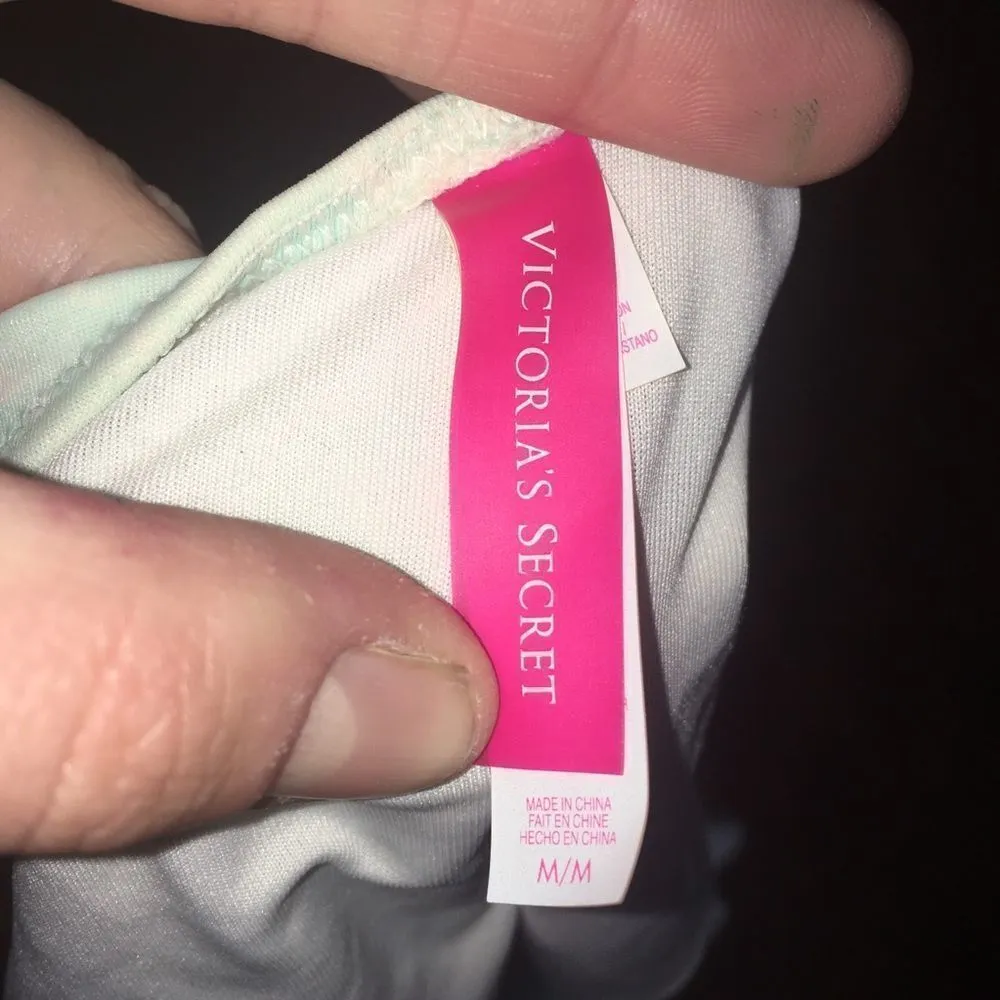 VICTORIA'S SECRET
MADE IN CHINA
FAIT EN CHINE
HECHO EN CHINA
M/M